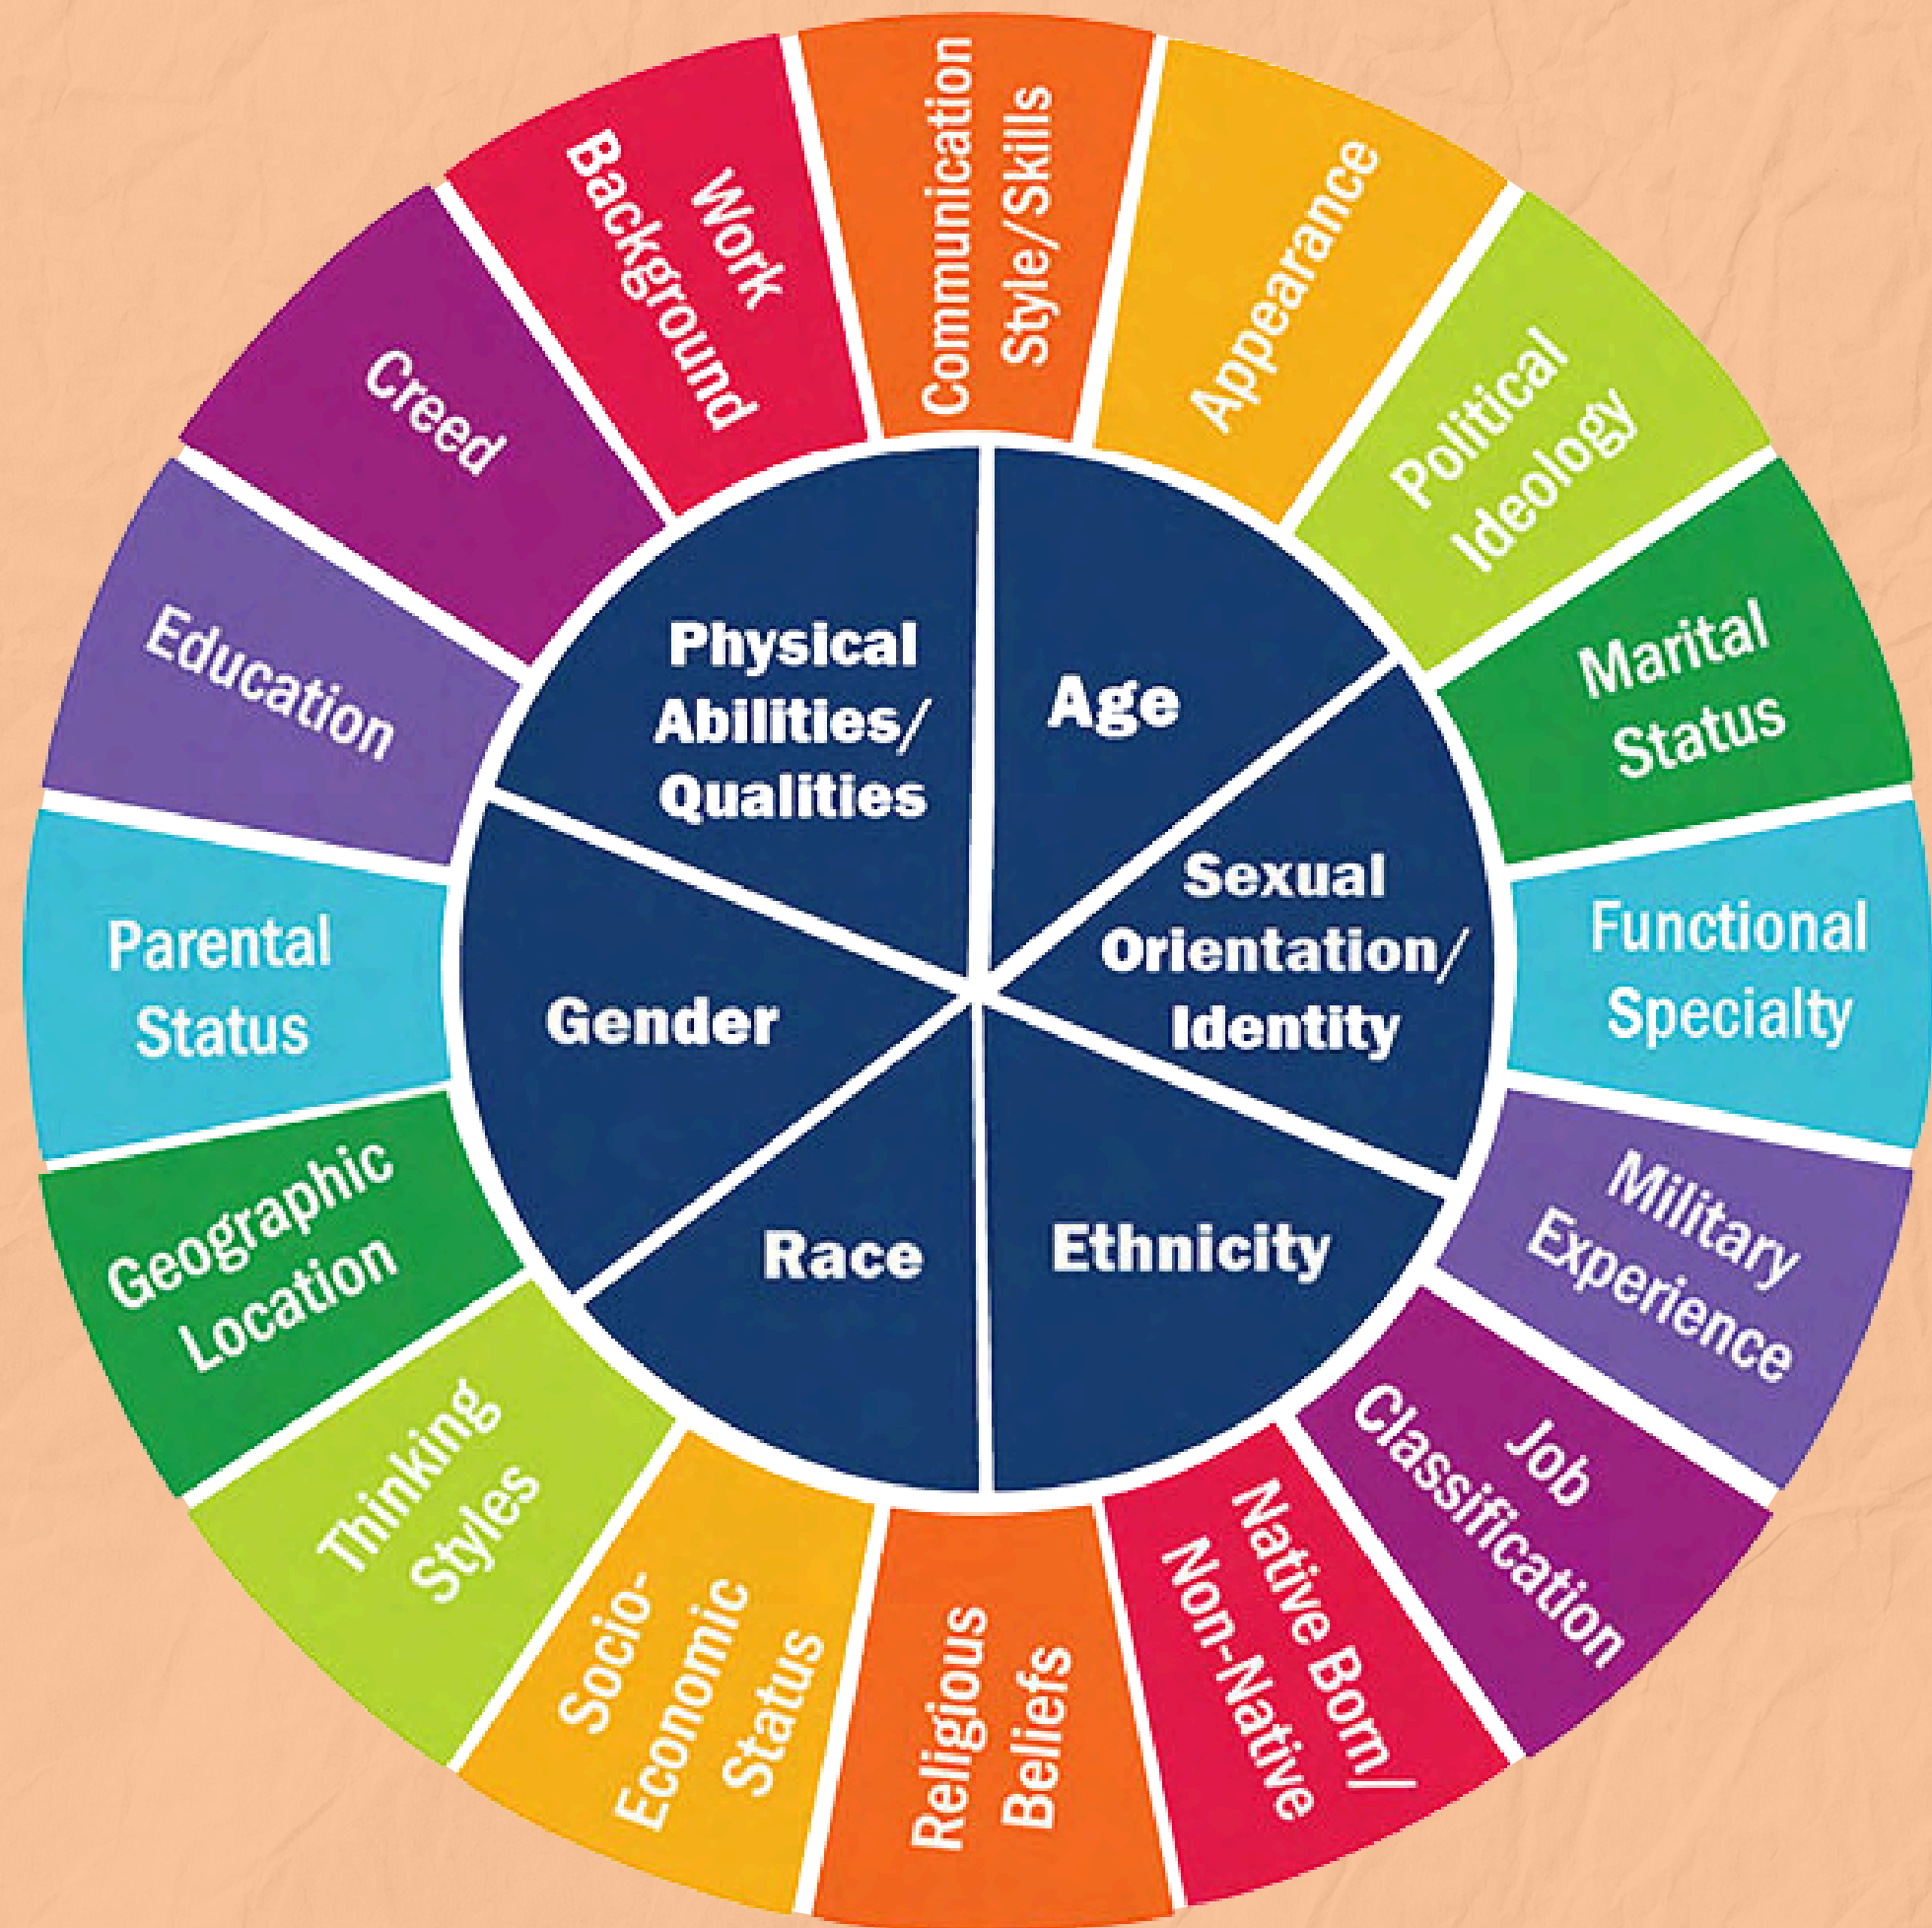 Communication
Style/Skills
Appearance
Political
Ideology
Marital
Status
Functional
Specialty
Military
Experience
Job
Classification
Native Born/
Non-Native
Religious
Beliefs
Socio-
Economic
Status
Thinking
Styles
Geographic
Location
Parental
Status
Education
Creed
Work
Background
Age
Sexual
Orientation/
Identity
Ethnicity
Race
Gender
Physical
Abilities/
Qualities